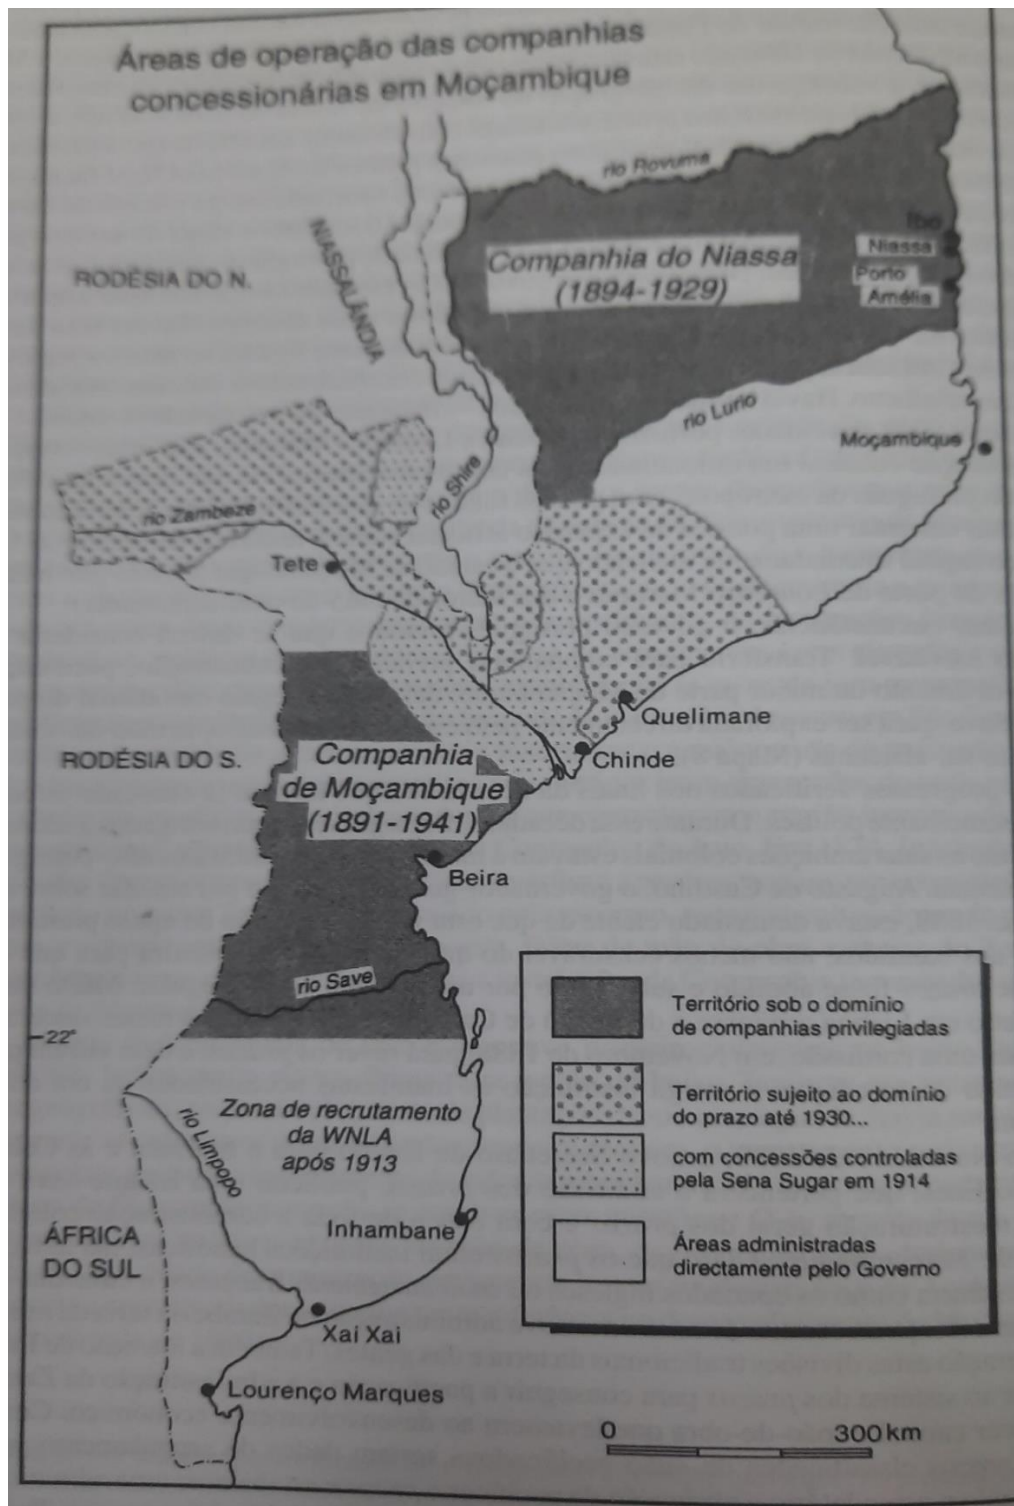 Áreas de operação das companhias
concessionárias em Moçambique
rio Rovuma
NIASSALÂNDIA
RODÉSIA DO N.
Companhia do Niassa
(1894-1929)
Ibo
Niassa
Porto
Amélia
rio Lurio
Moçambique
rio Shire
rio Zambeze
Tete
Quelimane
Chinde
RODÉSIA DO S.
Companhia
de Moçambique
(1891-1941)
Beira
rio Save
22°
rio Limpopo
Zona de recrutamento
da WNLA
após 1913
Inhambane
ÁFRICA
DO SUL
Xai Xai
Lourenço Marques
Território sob o domínio
de companhias privilegiadas
Território sujeito ao domínio
do prazo até 1930...
com concessões controladas
pela Sena Sugar em 1914
Áreas administradas
directamente pelo Governo
0 300 km